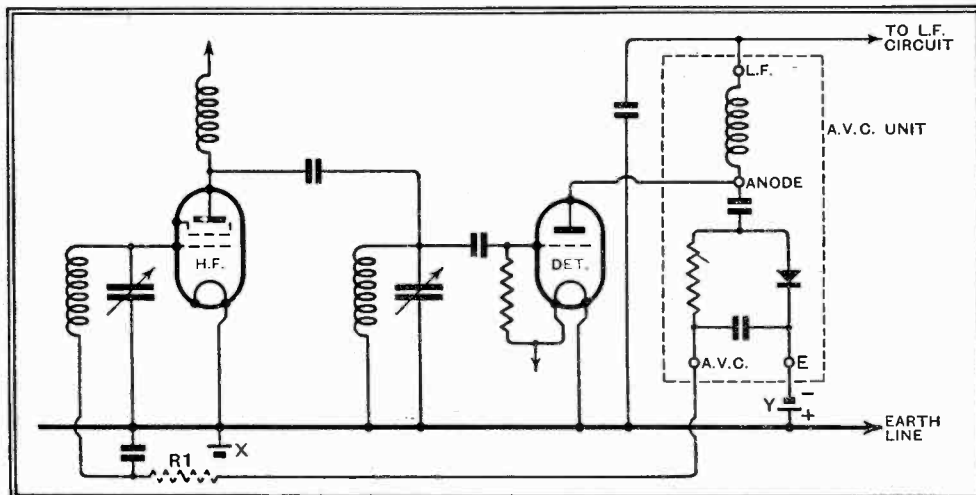 TO L.F.
CIRCUIT
L.F.
A.V.C. UNIT
ANODE
H.F.
DET.
A.V.C.
E
Y
-
+
EARTH
LINE
X
R1